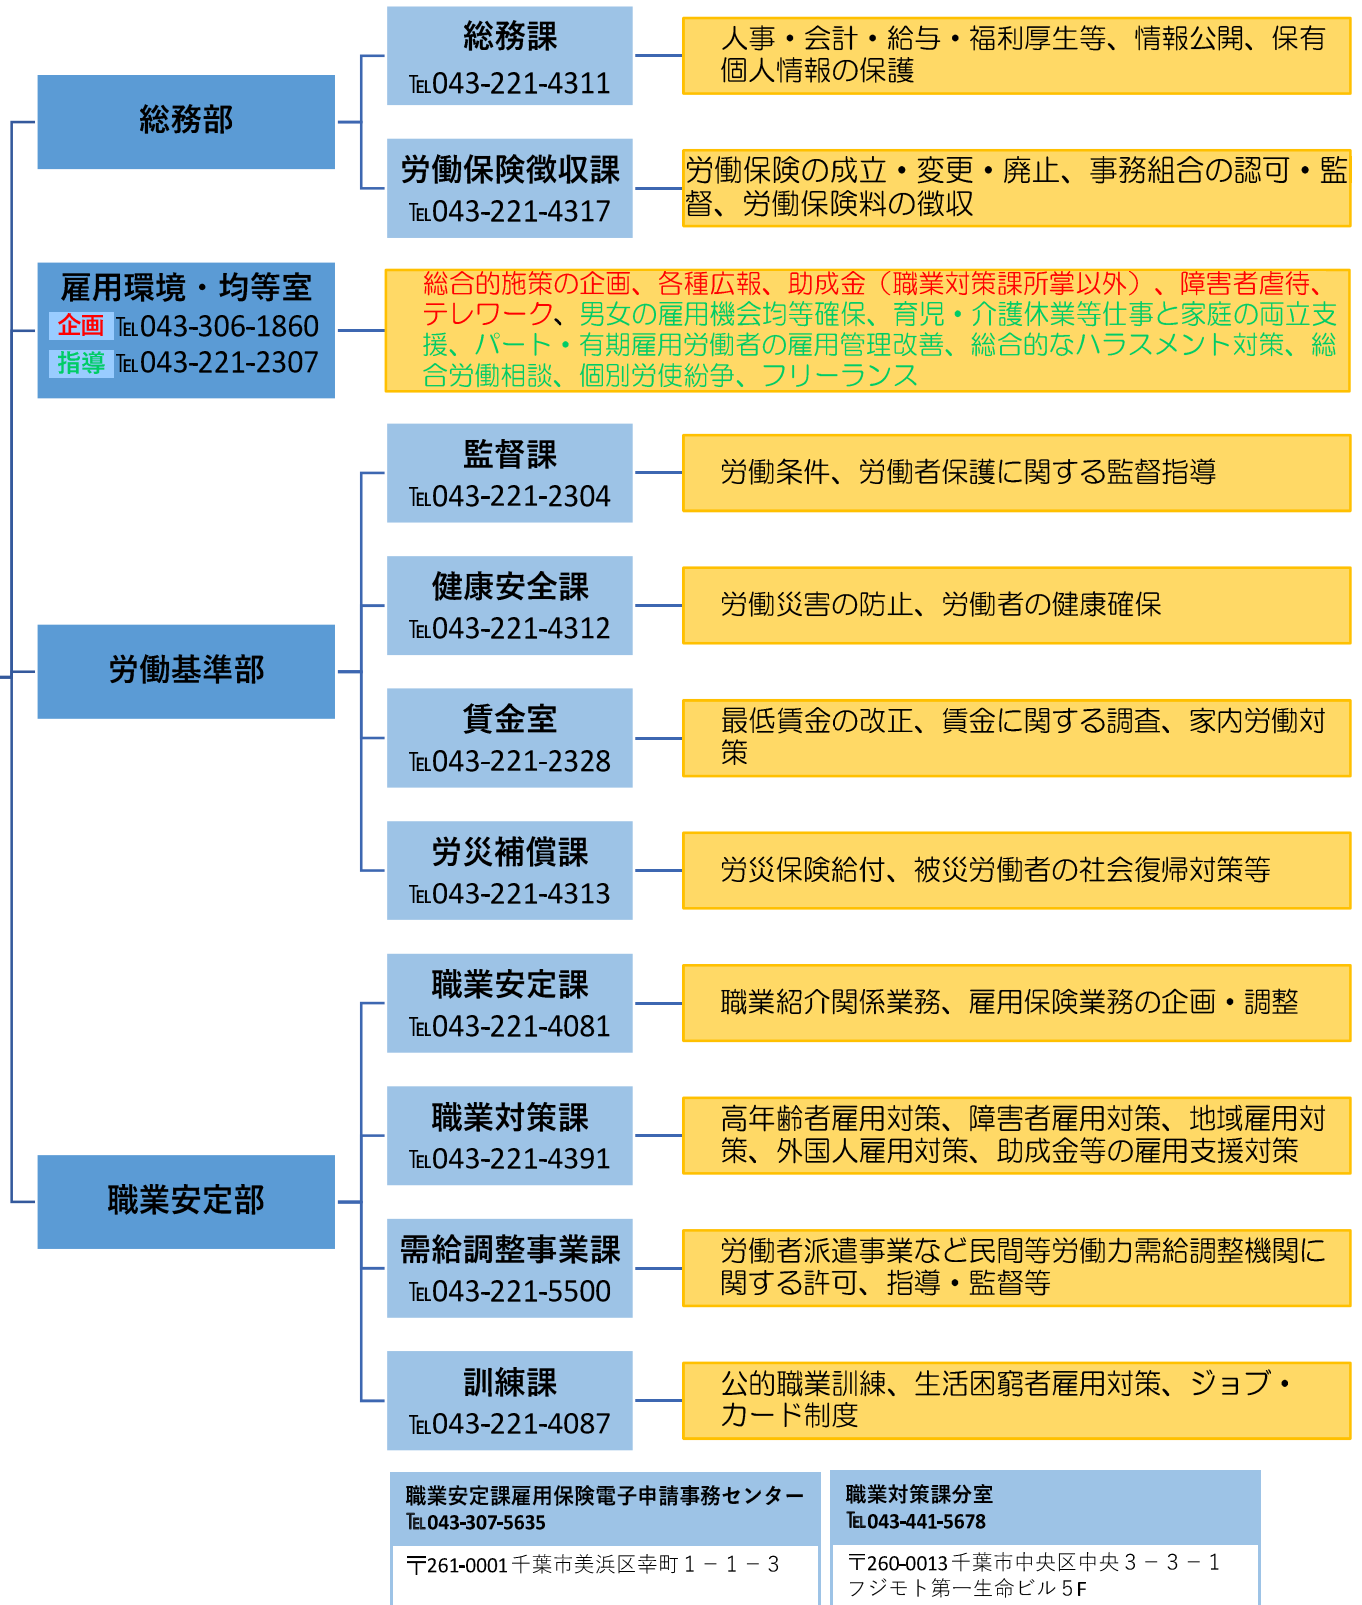 総務部
総務課
℡043-221-4311
人事・会計・給与・福利厚生等、情報公開、保有
個人情報の保護
労働保険徴収課
℡043-221-4317
労働保険の成立・変更・廃止、事務組合の認可・監
督、労働保険料の徴収
雇用環境・均等室
企画 ℡043-306-1860
指導 ℡043-221-2307
総合的施策の企画、各種広報、助成金（職業対策課所掌以外）、障害者虐待、
テレワーク、男女の雇用機会均等確保、育児・介護休業等仕事と家庭の両立支
援、パート・有期雇用労働者の雇用管理改善、総合的なハラスメント対策、総
合労働相談、個別労使紛争、フリーランス
労働基準部
監督課
℡043-221-2304
労働条件、労働者保護に関する監督指導
健康安全課
℡043-221-4312
労働災害の防止、労働者の健康確保
賃金室
℡043-221-2328
最低賃金の改正、賃金に関する調査、家内労働対
策
労災補償課
℡043-221-4313
労災保険給付、被災労働者の社会復帰対策等
職業安定部
職業安定課
℡043-221-4081
職業紹介関係業務、雇用保険業務の企画・調整
職業対策課
℡043-221-4391
高年齢者雇用対策、障害者雇用対策、地域雇用対
策、外国人雇用対策、助成金等の雇用支援対策
需給調整事業課
℡043-221-5500
労働者派遣事業など民間等労働力需給調整機関に
関する許可、指導・監督等
訓練課
℡043-221-4087
公的職業訓練、生活困窮者雇用対策、ジョブ・
カード制度
職業安定課雇用保険電子申請事務センター
℡043-307-5635
〒261-0001千葉市美浜区幸町１－１－３
職業対策課分室
℡043-441-5678
〒260-0013千葉市中央区中央３－３－１
フジモト第一生命ビル５F